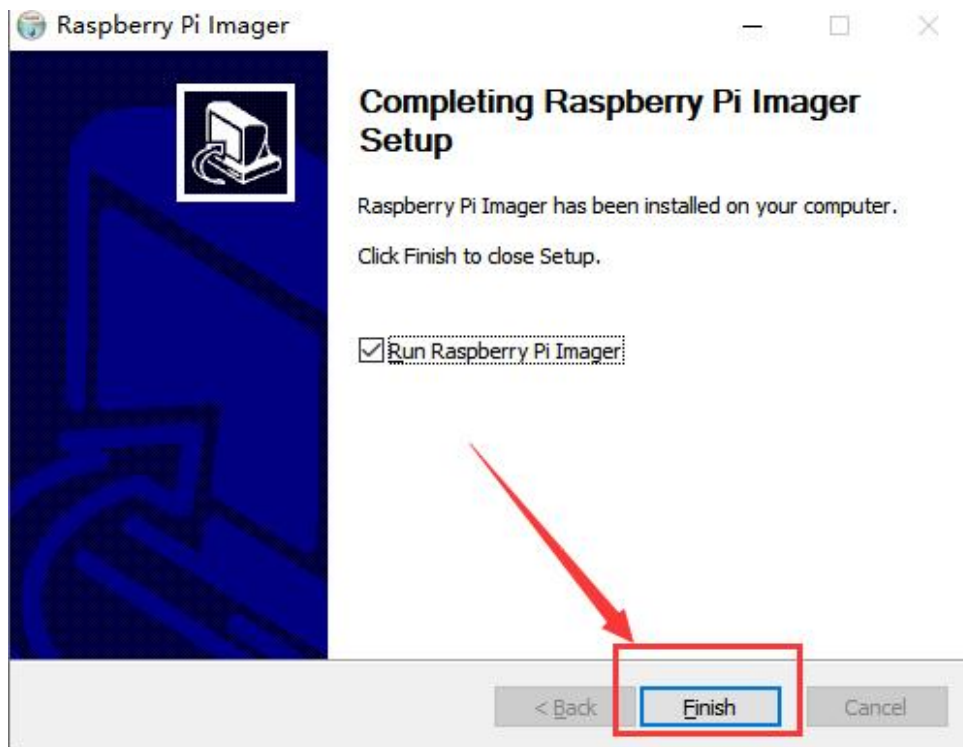 Raspberry Pi Imager
Completing Raspberry Pi Imager
Setup
Raspberry Pi Imager has been installed on your computer.
Click Finish to close Setup.
Run Raspberry Pi Imager
< Back
Finish
Cancel